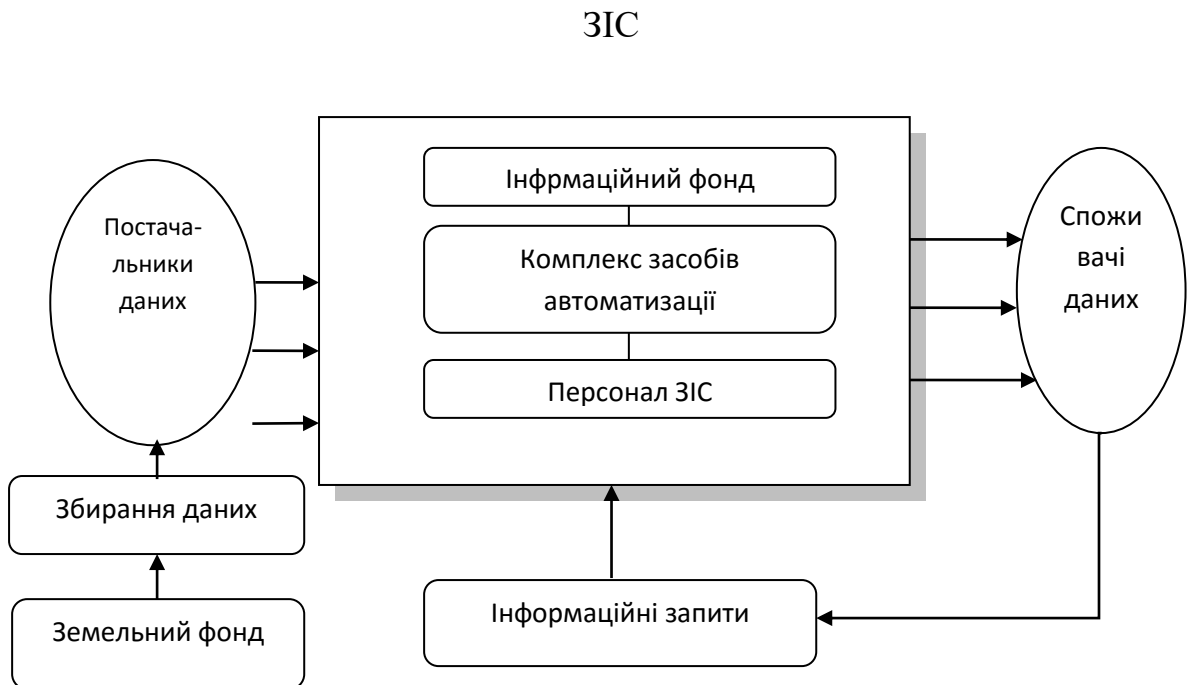 ЗІС
Постача-
льники
даних
Інфрмаційний фонд
Комплекс засобів
автоматизації
Персонал ЗІС
Спожи
вачі
даних
Збирання даних
Земельний фонд
Інформаційні запити